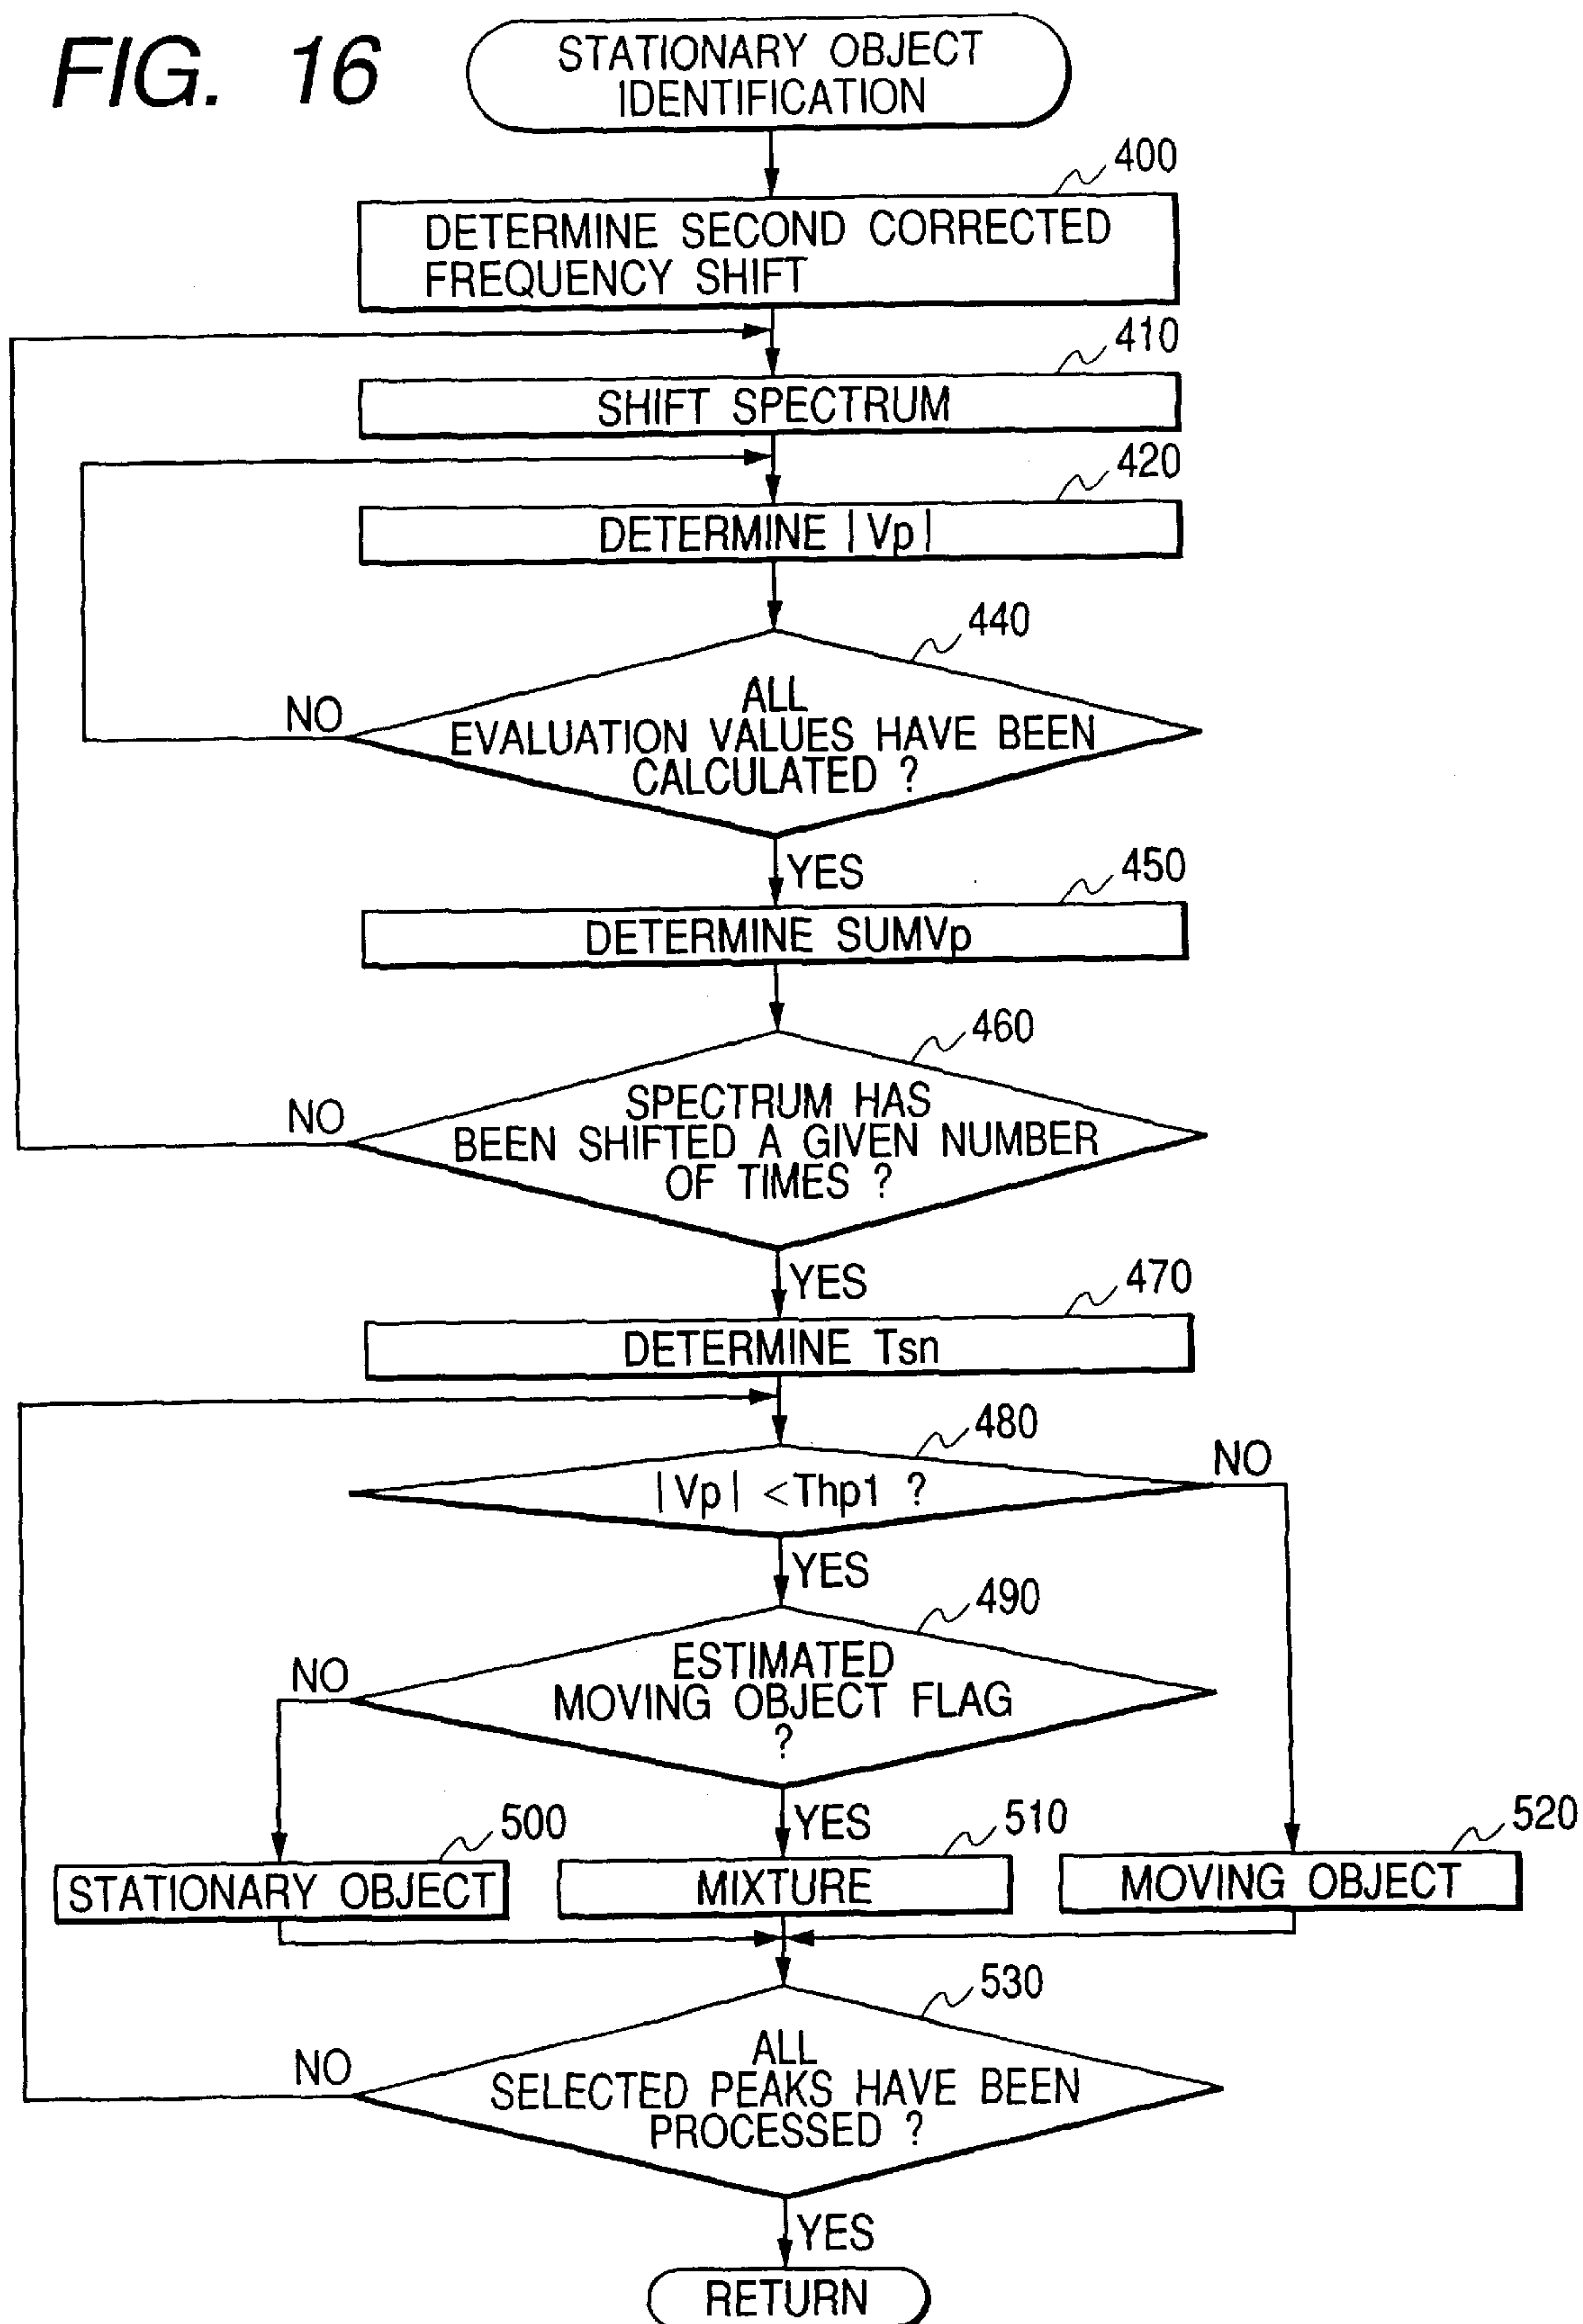 FIG. 16
STATIONARY OBJECT
IDENTIFICATION
400
DETERMINE SECOND CORRECTED
FREQUENCY SHIFT
410
SHIFT SPECTRUM
420
DETERMINE |Vp|
440
ALL
EVALUATION VALUES HAVE BEEN
CALCULATED ?
NO
YES
450
DETERMINE SUMVp
460
SPECTRUM HAS
BEEN SHIFTED A GIVEN NUMBER
OF TIMES ?
NO
YES
470
DETERMINE Tsn
480
|Vp| <Thp1 ?
NO
YES
490
ESTIMATED
MOVING OBJECT FLAG
?
NO
YES
500
STATIONARY OBJECT
510
MIXTURE
520
MOVING OBJECT
530
ALL
SELECTED PEAKS HAVE BEEN
PROCESSED ?
NO
YES
RETURN